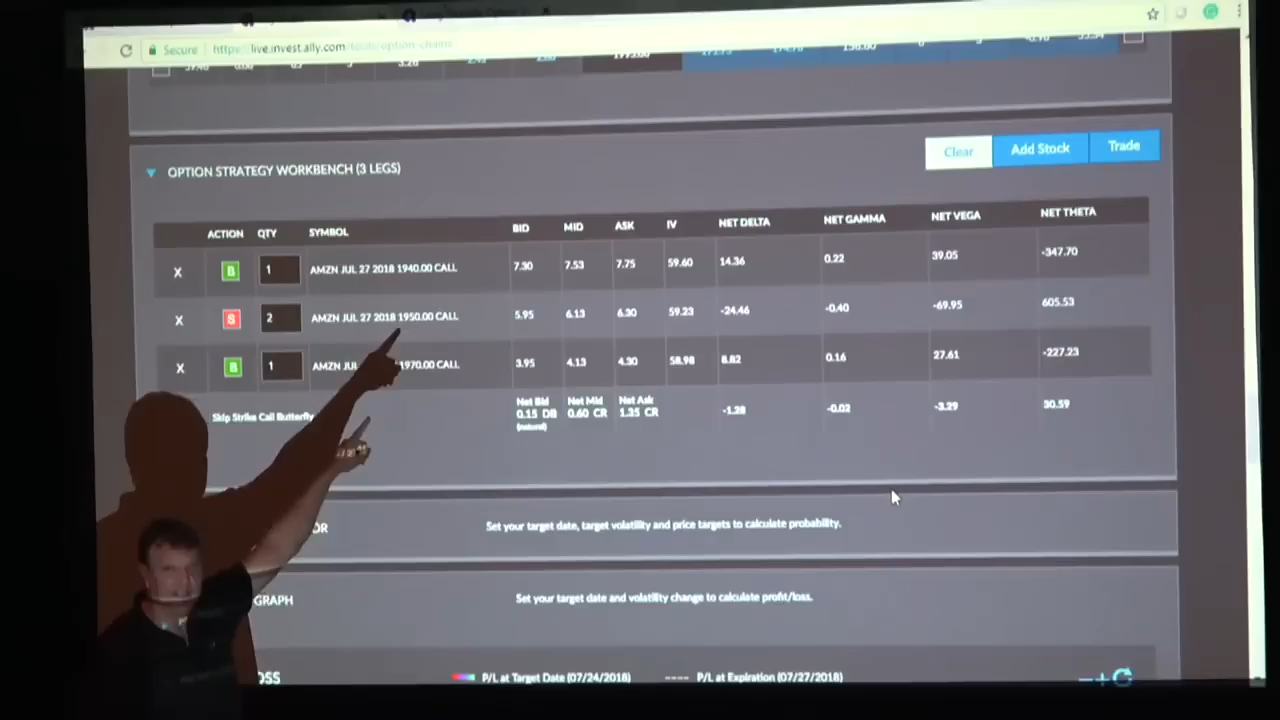 Secure https://live.invest.ally.com/tools/option-chains
OPTION STRATEGY WORKBENCH (3 LEGS) Clear Add Stock Trade
ACTION QTY SYMBOL BID MID ASK IV NET DELTA NET GAMMA NET VEGA NET THETA
X B 1 AMZN JUL 27 2018 1940.00 CALL 7.30 7.53 7.75 59.60 14.36 0.22 39.05 -347.70
X S 2 AMZN JUL 27 2018 1950.00 CALL 5.95 6.13 6.30 59.23 -24.46 -0.40 -69.95 605.53
X B 1 AMZN JUL 1970.00 CALL 3.95 4.13 4.30 58.98 8.82 0.16 27.61 -227.23
Skip Strike Call Butterfly Net Bid Net Mid Net Ask
0.15 DB 0.60 CR 1.35 CR -1.28 -0.02 -3.29 30.59
(natural)
OR Set your target date, target volatility and price targets to calculate probability.
GRAPH Set your target date and volatility change to calculate profit/loss.
OSS P/L at Target Date (07/24/2018) P/L at Expiration (07/27/2018)